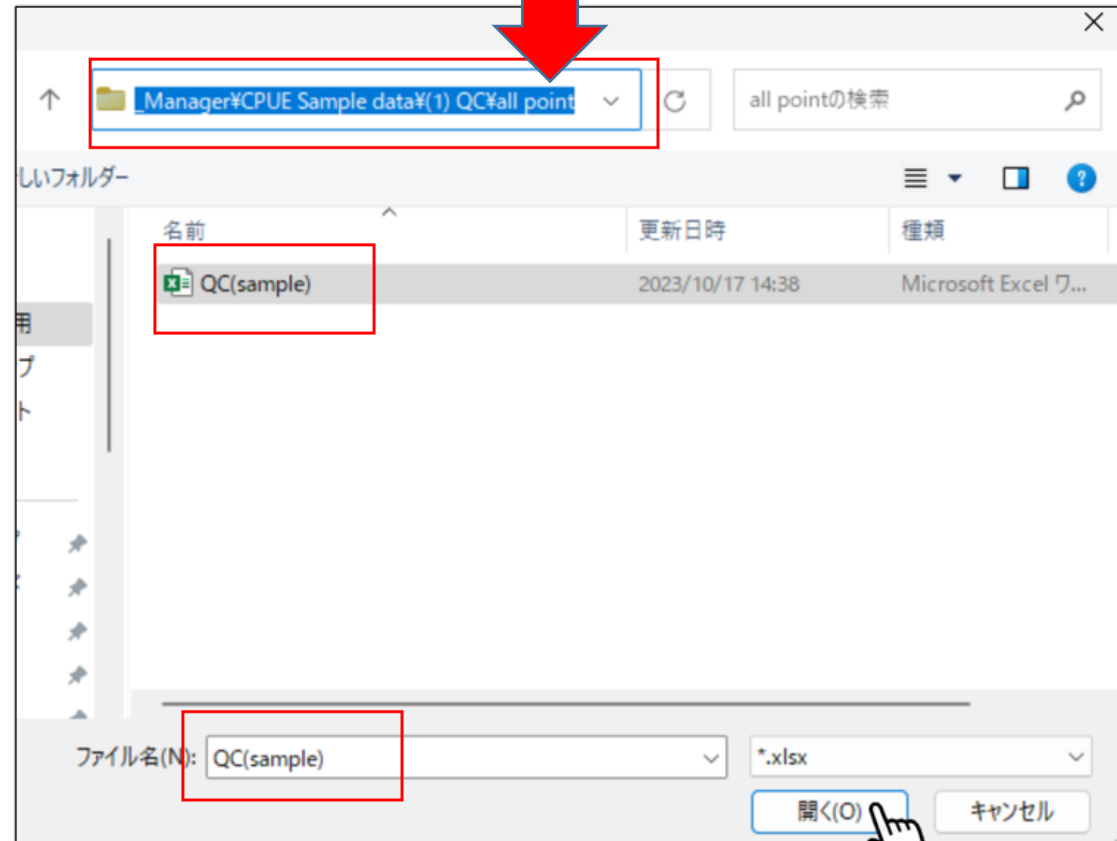 _Manager¥CPUE Sample data¥(1) QC¥all point
all pointの検索
しいフォルダー
名前
更新日時
種類
QC(sample)
2023/10/17 14:38
Microsoft Excel ワ...
用
プ
ト
ファイル名(N):
QC(sample)
*.xlsx
開く(O)
キャンセル